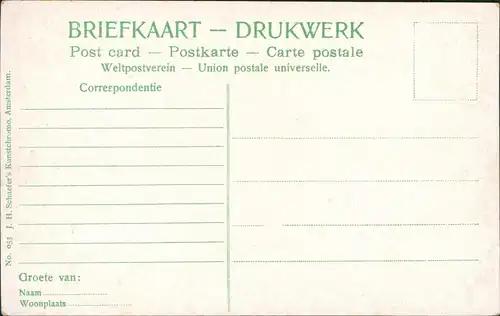 BRIEFKAART — DRUKWERK
Post card — Postkarte — Carte postale
Weltpostverein — Union postale universelle.
Correrpondentie
Groete van:
Naam
Woonplaats
No. 055 J. H. Schaefer's Kunstchromo, Amsterdam.